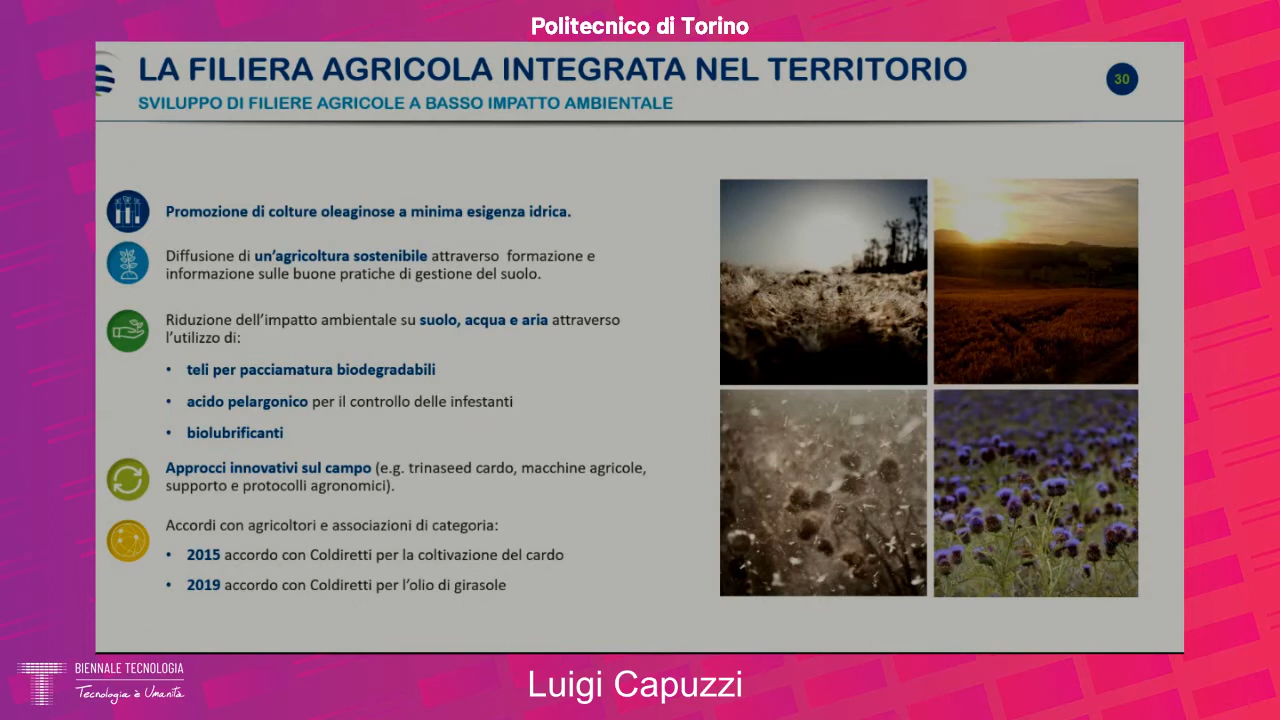 Politecnico di Torino
LA FILIERA AGRICOLA INTEGRATA NEL TERRITORIO
30
SVILUPPO DI FILIERE AGRICOLE A BASSO IMPATTO AMBIENTALE
Promozione di colture oleaginose a minima esigenza idrica.
Diffusione di un'agricoltura sostenibile attraverso formazione e
informazione sulle buone pratiche di gestione del suolo.
Riduzione dell'impatto ambientale su suolo, acqua e aria attraverso
l'utilizzo di:
• teli per pacciamatura biodegradabili
• acido pelargonico per il controllo delle infestanti
• biolubrificanti
Approcci innovativi sul campo (e.g. trinaseed cardo, macchine agricole,
supporto e protocolli agronomici).
Accordi con agricoltori e associazioni di categoria:
• 2015 accordo con Coldiretti per la coltivazione del cardo
• 2019 accordo con Coldiretti per l'olio di girasole
BIENNALE TECNOLOGIA
Tecnologia è Umanità
Luigi Capuzzi